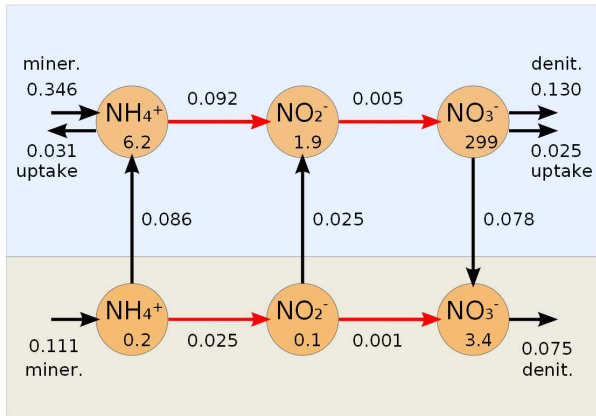 miner.
0.346
NH₄⁺
6.2
0.031
uptake
0.092
NO₂⁻
1.9
0.005
NO₃⁻
299
denit.
0.130
0.025
uptake
0.086
0.025
0.078
NH₄⁺
0.2
0.111
miner.
0.025
NO₂⁻
0.1
0.001
NO₃⁻
3.4
0.075
denit.